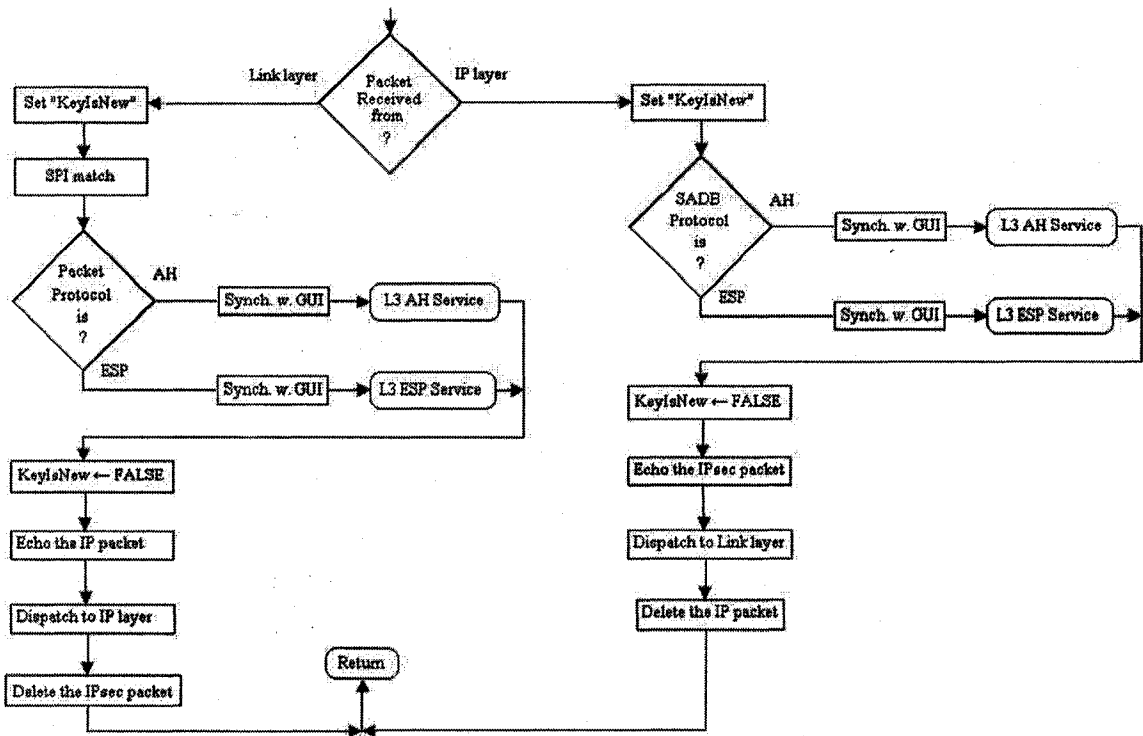 Link layer
Packet
Received
from
?
IP layer
Set "KeyIsNew"
SPI match
Packet
Protocol
is
?
AH
Synch. w. GUI
L3 AH Service
ESP
Synch. w. GUI
L3 ESP Service
KeyIsNew ← FALSE
Echo the IP packet
Dispatch to IP layer
Delete the IPsec packet
Set "KeyIsNew"
SADB
Protocol
is
?
AH
Synch. w. GUI
L3 AH Service
ESP
Synch. w. GUI
L3 ESP Service
KeyIsNew ← FALSE
Echo the IPsec packet
Dispatch to Link layer
Delete the IP packet
Return